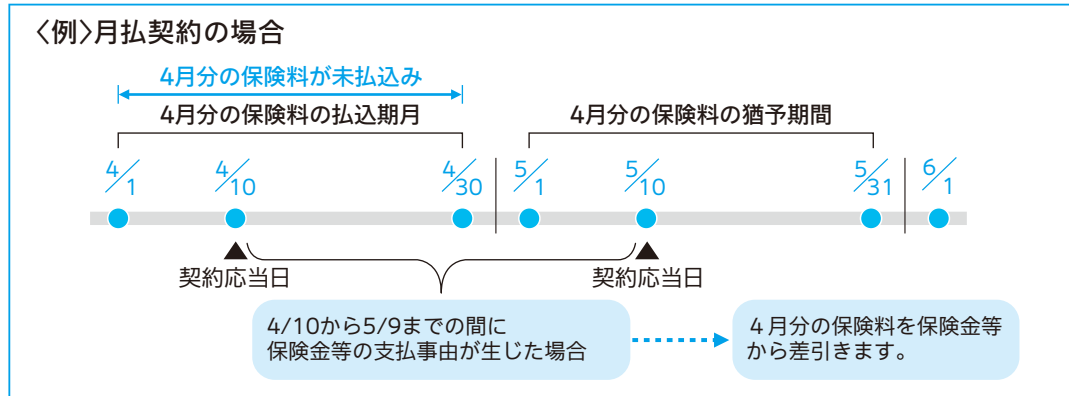 〈例〉月払契約の場合
4月分の保険料が未払込み
4月分の保険料の払込期月
4月分の保険料の猶予期間
4/1 4/10 4/30 5/1 5/10 5/31 6/1
契約応当日 契約応当日
4/10から5/9までの間に
保険金等の支払事由が生じた場合
4月分の保険料を保険金等
から差引きます。